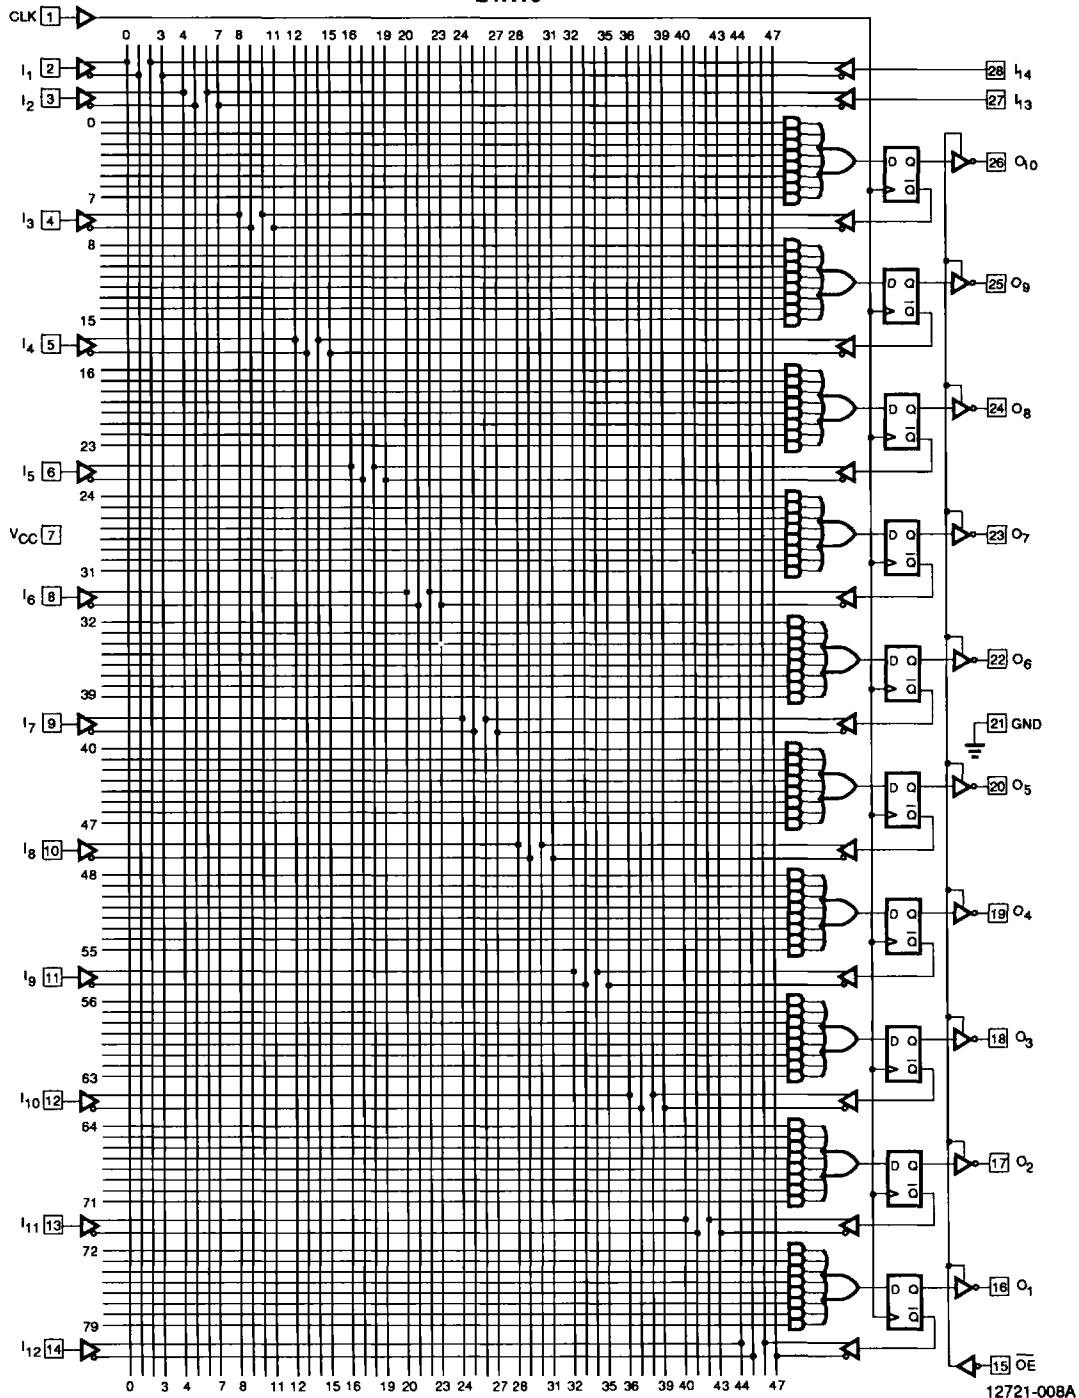 CLK 1
0 3 4 7 8 11 12 15 16 19 20 23 24 27 28 31 32 35 36 39 40 43 44 47
I1 2 28 I14
I2 3 27 I13
0
D Q 26 O10
Q̅
7
I3 4
8
D Q 25 O9
Q̅
15
I4 5
16
D Q 24 O8
Q̅
23
I5 6
24
VCC 7 D Q 23 O7
Q̅
31
I6 8
32
D Q 22 O6
Q̅
39
I7 9 21 GND
40
D Q 20 O5
Q̅
47
I8 10
48
D Q 19 O4
Q̅
55
I9 11
56
D Q 18 O3
Q̅
63
I10 12
64
D Q 17 O2
Q̅
71
I11 13
72
D Q 16 O1
Q̅
79
I12 14
15 O̅E̅
0 3 4 7 8 11 12 15 16 19 20 23 24 27 28 31 32 35 36 39 40 43 44 47
12721-008A